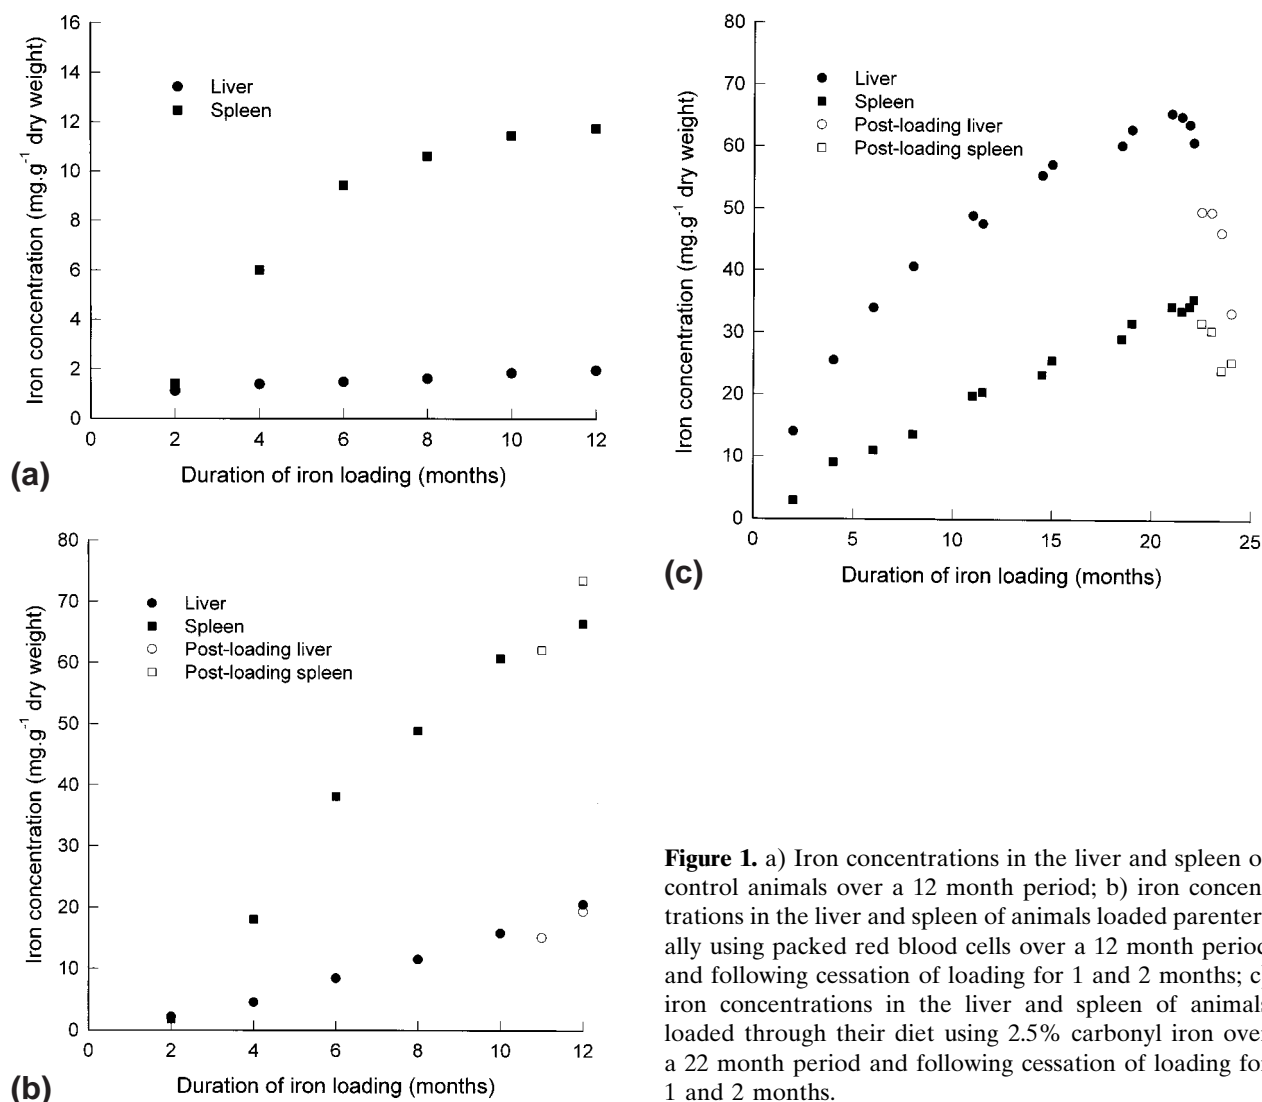 16
14
12
10
8
6
4
2
0
Iron concentration (mg.g⁻¹ dry weight)
Liver
Spleen
0 2 4 6 8 10 12
Duration of iron loading (months)
(a)
80
70
60
50
40
30
20
10
0
Iron concentration (mg.g⁻¹ dry weight)
Liver
Spleen
Post-loading liver
Post-loading spleen
0 2 4 6 8 10 12
Duration of iron loading (months)
(b)
80
70
60
50
40
30
20
10
0
Iron concentration (mg.g⁻¹ dry weight)
Liver
Spleen
Post-loading liver
Post-loading spleen
0 5 10 15 20 25
Duration of iron loading (months)
(c)
Figure 1. a) Iron concentrations in the liver and spleen o
control animals over a 12 month period; b) iron concen
trations in the liver and spleen of animals loaded parenter
ally using packed red blood cells over a 12 month period
and following cessation of loading for 1 and 2 months; c
iron concentrations in the liver and spleen of animals
loaded through their diet using 2.5% carbonyl iron over
a 22 month period and following cessation of loading for
1 and 2 months.